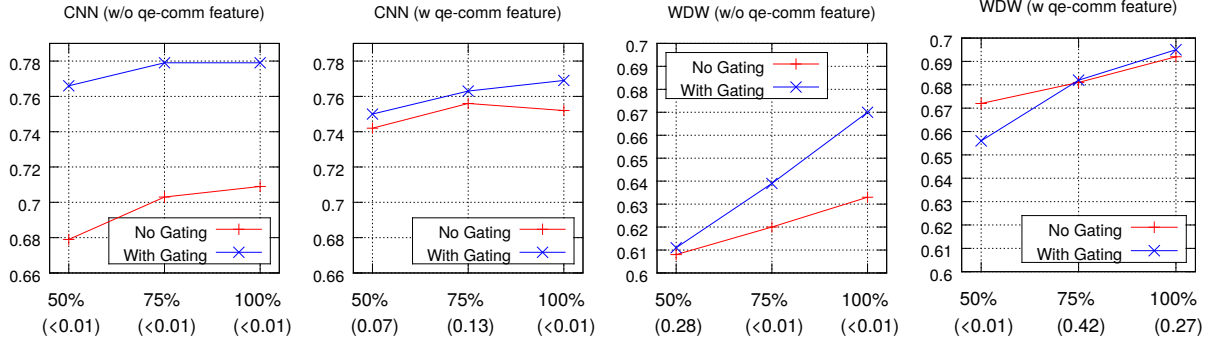 CNN (w/o qe-comm feature)
0.78
0.76
0.74
0.72
0.7
0.68
0.66
No Gating
With Gating
50% 75% 100%
(<0.01) (<0.01) (<0.01)
CNN (w qe-comm feature)
0.78
0.76
0.74
0.72
0.7
0.68
0.66
No Gating
With Gating
50% 75% 100%
(0.07) (0.13) (<0.01)
WDW (w/o qe-comm feature)
0.7
0.69
0.68
0.67
0.66
0.65
0.64
0.63
0.62
0.61
0.6
No Gating
With Gating
50% 75% 100%
(0.28) (<0.01) (<0.01)
WDW (w qe-comm feature)
0.7
0.69
0.68
0.67
0.66
0.65
0.64
0.63
0.62
0.61
0.6
No Gating
With Gating
50% 75% 100%
(<0.01) (0.42) (0.27)